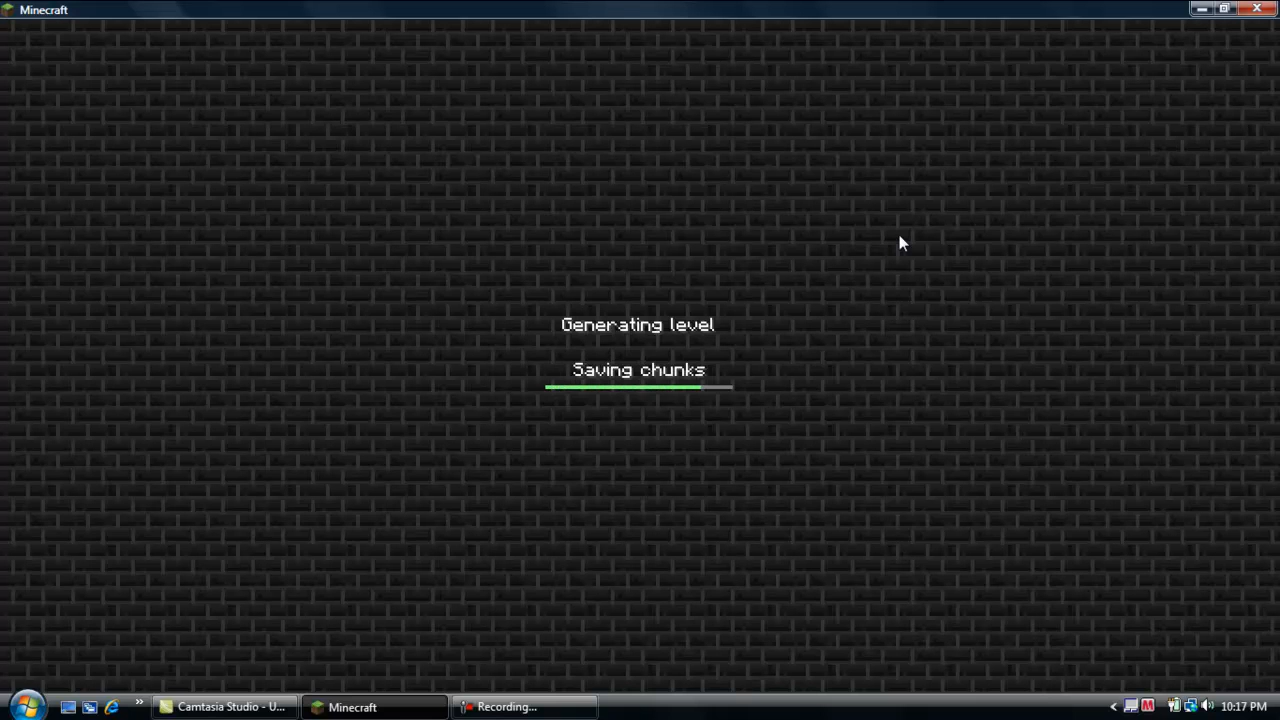 Minecraft
Generating level
Saving chunks
Camtasia Studio - U...
Minecraft
Recording...
10:17 PM